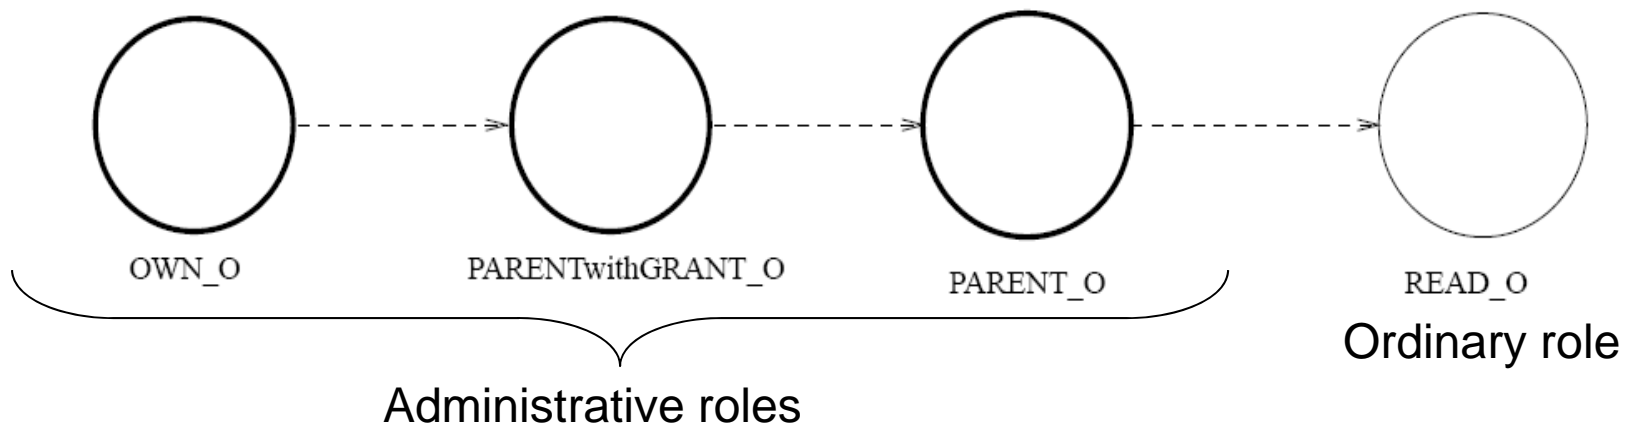 OWN_O
PARENTwithGRANT_O
PARENT_O
READ_O
Ordinary role
Administrative roles